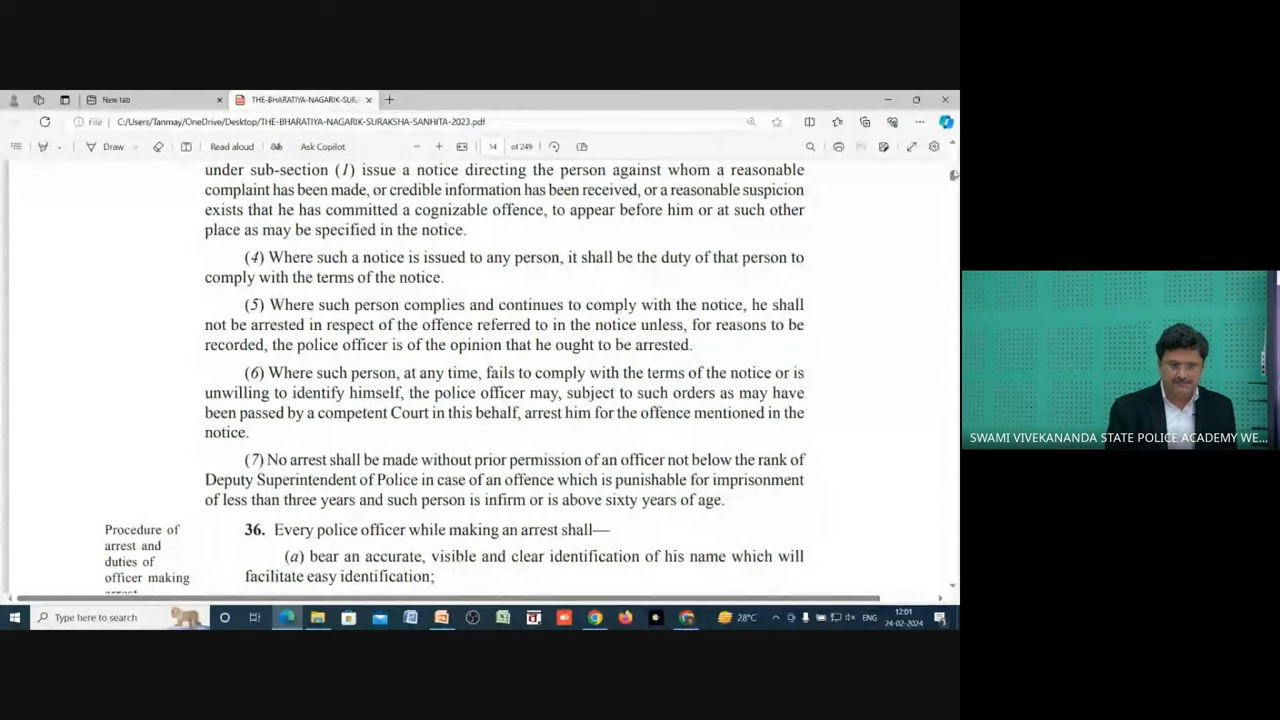 New tab
THE-BHARATIYA-NAGARIK-SUR
File
C:/Users/Tanmay/OneDrive/Desktop/THE-BHARATIYA-NAGARIK-SURAKSHA-SANHITA-2023.pdf
Draw
Read aloud
Ask Copilot
14
of 249
under sub-section (1) issue a notice directing the person against whom a reasonable
complaint has been made, or credible information has been received, or a reasonable suspicion
exists that he has committed a cognizable offence, to appear before him or at such other
place as may be specified in the notice.
(4) Where such a notice is issued to any person, it shall be the duty of that person to
comply with the terms of the notice.
(5) Where such person complies and continues to comply with the notice, he shall
not be arrested in respect of the offence referred to in the notice unless, for reasons to be
recorded, the police officer is of the opinion that he ought to be arrested.
(6) Where such person, at any time, fails to comply with the terms of the notice or is
unwilling to identify himself, the police officer may, subject to such orders as may have
been passed by a competent Court in this behalf, arrest him for the offence mentioned in the
notice.
(7) No arrest shall be made without prior permission of an officer not below the rank of
Deputy Superintendent of Police in case of an offence which is punishable for imprisonment
of less than three years and such person is infirm or is above sixty years of age.
Procedure of
arrest and
duties of
officer making
36. Every police officer while making an arrest shall—
(a) bear an accurate, visible and clear identification of his name which will
facilitate easy identification;
Type here to search
28°C
ENG
12:01
24-02-2024
SWAMI VIVEKANANDA STATE POLICE ACADEMY WE...